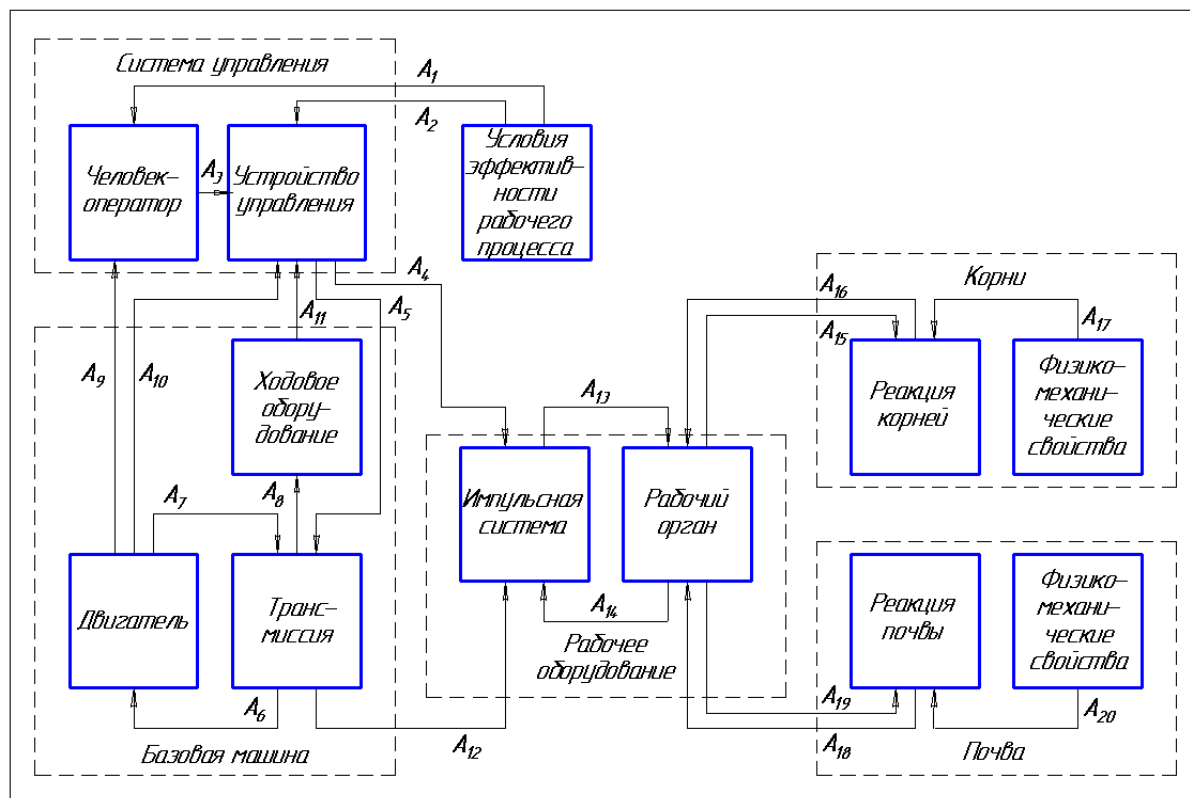 Система управления
A1
A2
Человек-
оператор
A3
Устройство
управления
Условия
эффектив-
ности
рабочего
процесса
A4
A5
A9
A10
A11
Ходовое
обору-
дование
A7
A8
Двигатель
Транс-
миссия
A6
Базовая машина
A12
A13
Импульсная
система
Рабочий
орган
A14
Рабочее
оборудование
Корни
A16
A15
A17
Реакция
корней
Физико-
механи-
ческие
свойства
Реакция
почвы
Физико-
механи-
ческие
свойства
A19
A18
A20
Почва